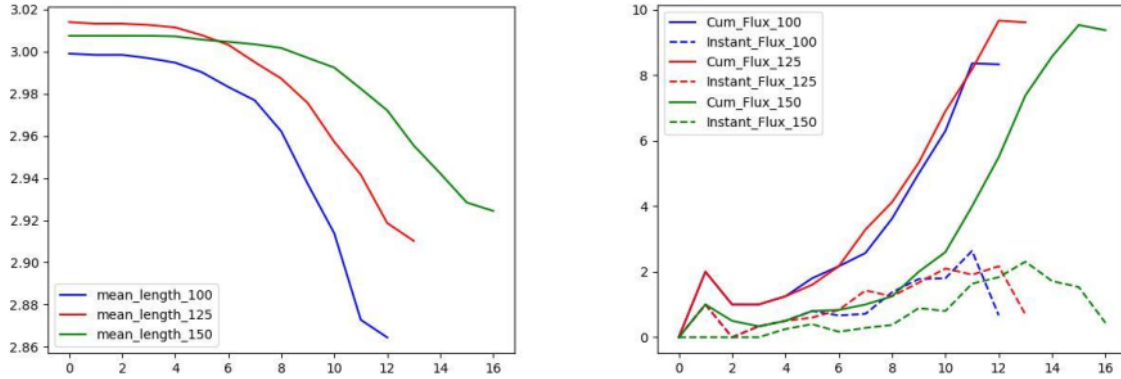 3.02
3.00
2.98
2.96
2.94
2.92
2.90
2.88
2.86
mean_length_100
mean_length_125
mean_length_150
0 2 4 6 8 10 12 14 16
10
8
6
4
2
0
Cum_Flux_100
Instant_Flux_100
Cum_Flux_125
Instant_Flux_125
Cum_Flux_150
Instant_Flux_150
0 2 4 6 8 10 12 14 16